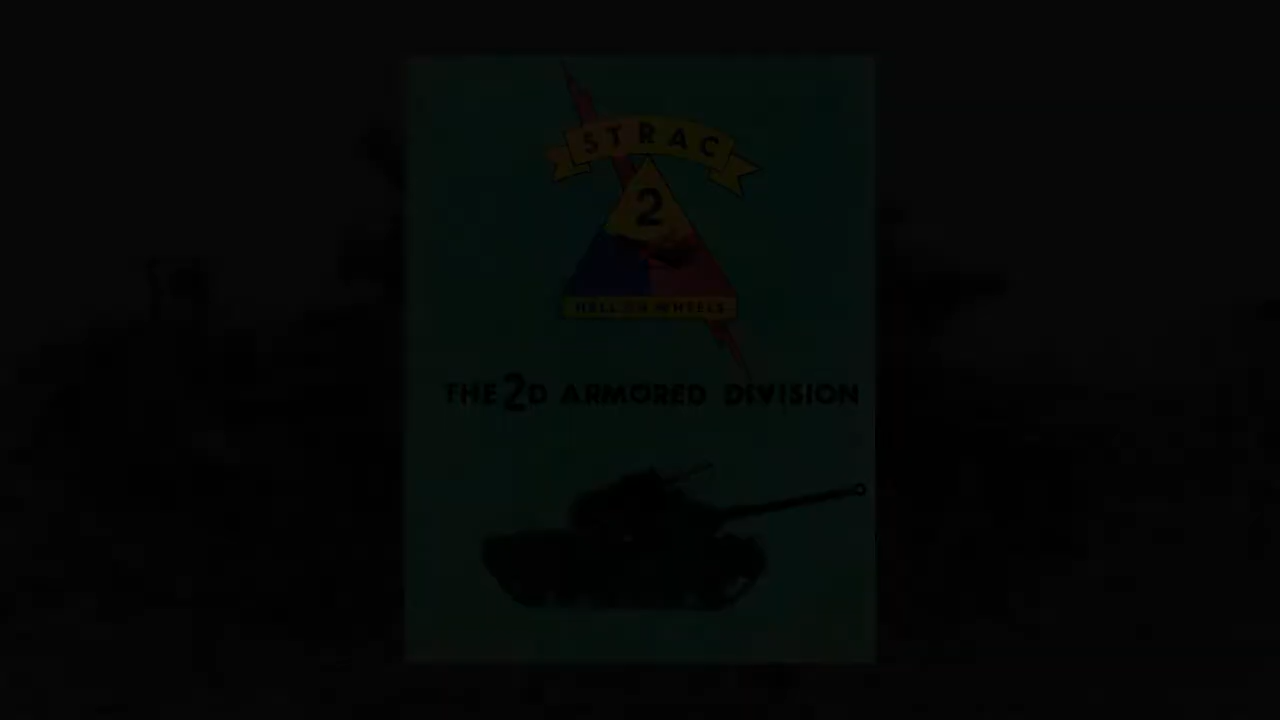 STRAC
2
HELL ON WHEELS
THE 2D ARMORED DIVISION